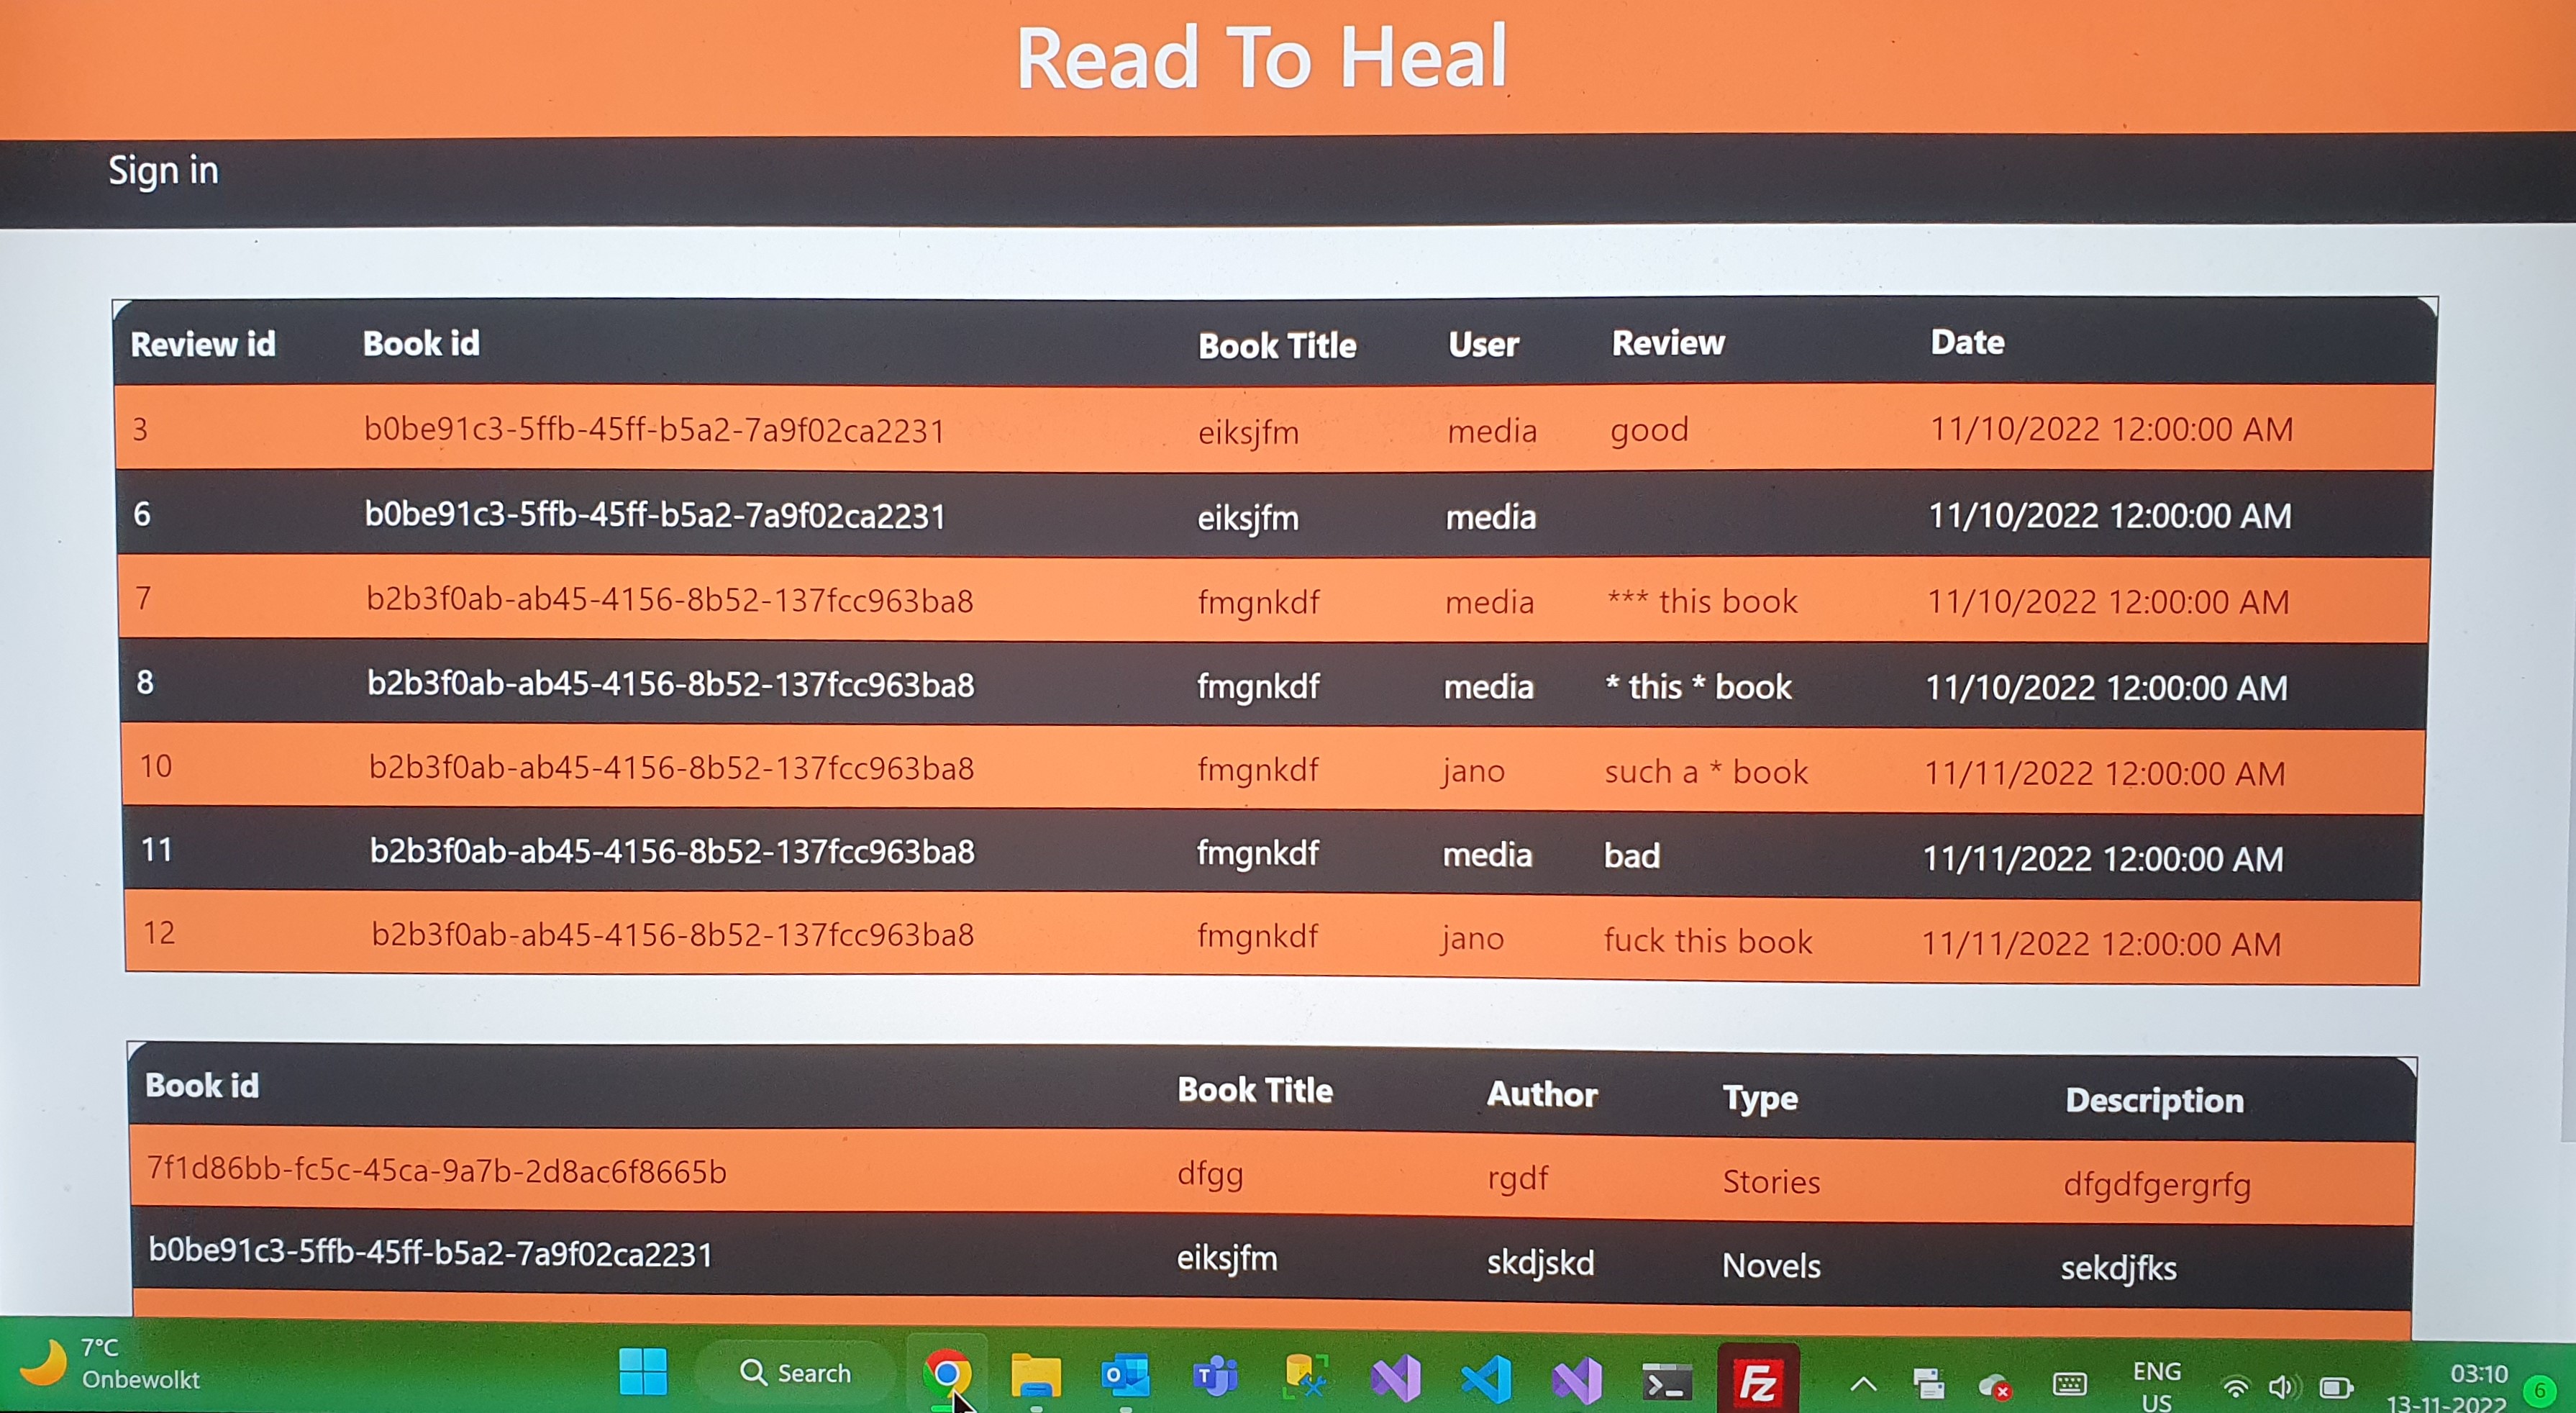 Read To Heal
Sign in
Review id Book id Book Title User Review Date
3 b0be91c3-5ffb-45ff-b5a2-7a9f02ca2231 eiksjfm media good 11/10/2022 12:00:00 AM
6 b0be91c3-5ffb-45ff-b5a2-7a9f02ca2231 eiksjfm media 11/10/2022 12:00:00 AM
7 b2b3f0ab-ab45-4156-8b52-137fcc963ba8 fmgnkdf media *** this book 11/10/2022 12:00:00 AM
8 b2b3f0ab-ab45-4156-8b52-137fcc963ba8 fmgnkdf media * this * book 11/10/2022 12:00:00 AM
10 b2b3f0ab-ab45-4156-8b52-137fcc963ba8 fmgnkdf jano such a * book 11/11/2022 12:00:00 AM
11 b2b3f0ab-ab45-4156-8b52-137fcc963ba8 fmgnkdf media bad 11/11/2022 12:00:00 AM
12 b2b3f0ab-ab45-4156-8b52-137fcc963ba8 fmgnkdf jano fuck this book 11/11/2022 12:00:00 AM
Book id Book Title Author Type Description
7f1d86bb-fc5c-45ca-9a7b-2d8ac6f8665b dfgg rgdf Stories dfgdfgergrfg
b0be91c3-5ffb-45ff-b5a2-7a9f02ca2231 eiksjfm skdjskd Novels sekdjfks
7°C
Onbewolkt
Search
ENG
US
03:10
13-11-2022
6